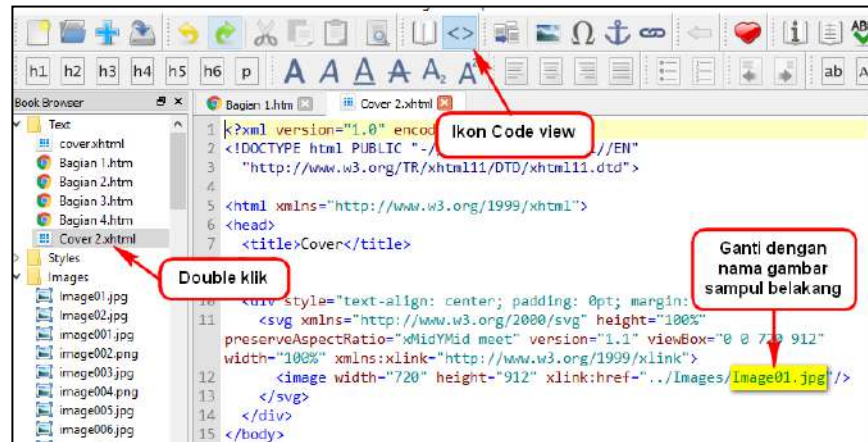 h1 h2 h3 h4 h5 h6 p A A A A A₂ A ab A
Book Browser
Bagian 1.htm Cover 2.xhtml
Text
cover.xhtml
Bagian 1.htm
Bagian 2.htm
Bagian 3.htm
Bagian 4.htm
Cover 2.xhtml
Styles
Images
Image01.jpg
Image02.jpg
image001.jpg
image002.png
image003.jpg
image004.png
image005.jpg
image006.jpg
Ikon Code view
Double klik
Ganti dengan
nama gambar
sampul belakang
1 <?xml version="1.0"
2 <!DOCTYPE html PUBLIC "-/ //EN"
3 "http://www.w3.org/TR/xhtml11/DTD/xhtml11.dtd">
4
5 <html xmlns="http://www.w3.org/1999/xhtml">
6 <head>
7 <title>Cover</title>
10 <div style="text-align: center; padding: 0pt; margin:
11 <svg xmlns="http://www.w3.org/2000/svg" height="100%"
preserveAspectRatio="xMidYMid meet" version="1.1" viewBox="0 0 720 912"
width="100%" xmlns:xlink="http://www.w3.org/1999/xlink">
12 <image width="720" height="912" xlink:href="../Images/Image01.jpg"/>
13 </svg>
14 </div>
15 </body>